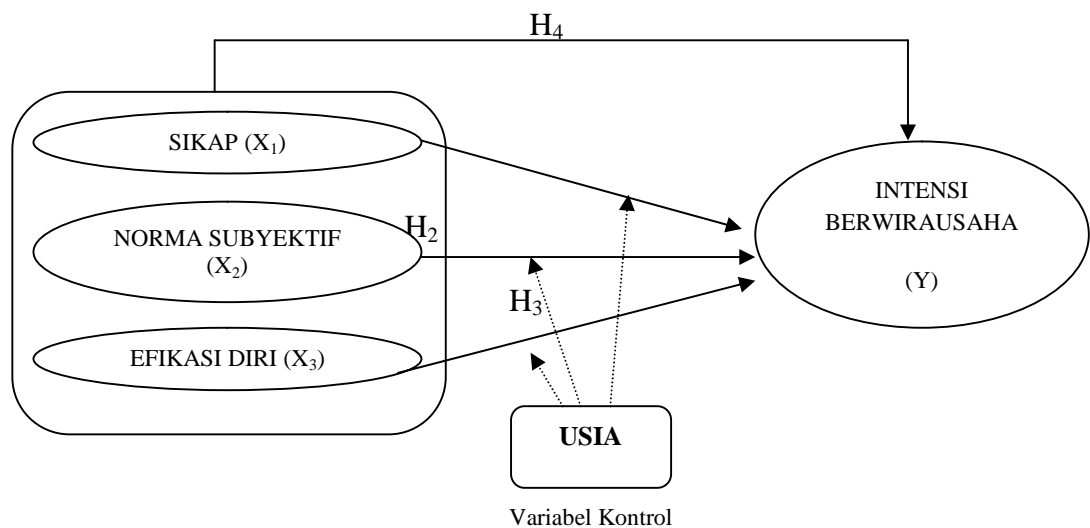 H₄
SIKAP (X₁)
NORMA SUBYEKTIF
(X₂)
H₂
EFIKASI DIRI (X₃)
H₃
INTENSI
BERWIRAUSAHA
(Y)
USIA
Variabel Kontrol